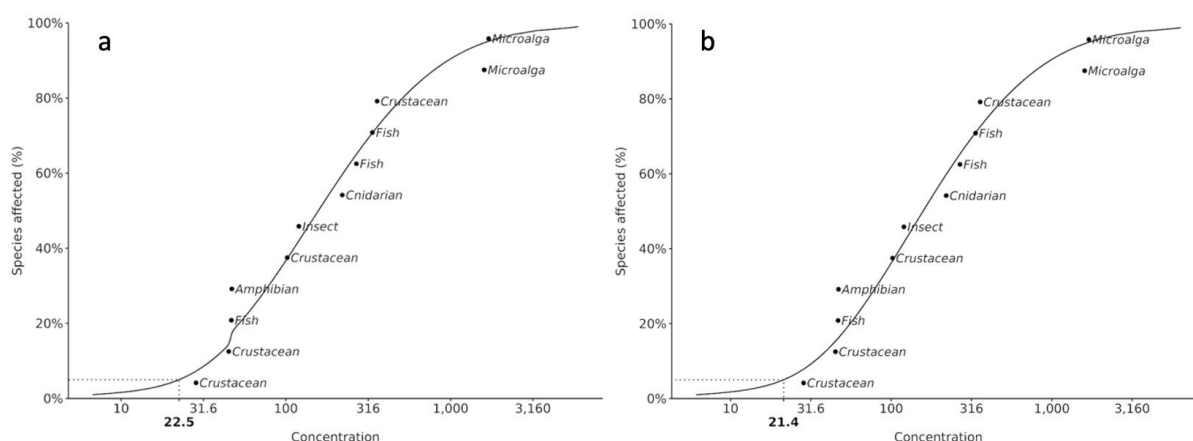 a
100%
80%
60%
40%
20%
0%
Species affected (%)
Microalga
Microalga
Crustacean
Fish
Fish
Cnidarian
Insect
Crustacean
Amphibian
Fish
Crustacean
Crustacean
10 31.6 100 316 1,000 3,160
22.5
Concentration
b
100%
80%
60%
40%
20%
0%
Species affected (%)
Microalga
Microalga
Crustacean
Fish
Fish
Cnidarian
Insect
Crustacean
Amphibian
Fish
Crustacean
Crustacean
10 31.6 100 316 1,000 3,160
21.4
Concentration